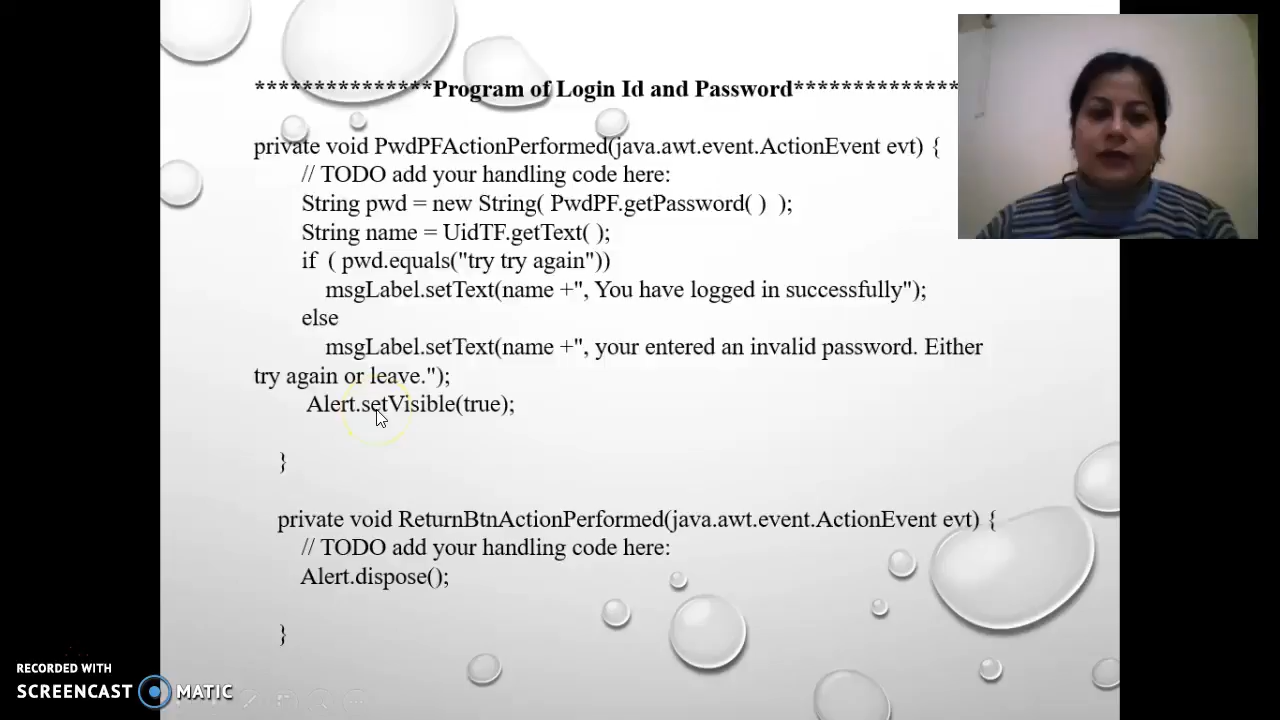 ***************Program of Login Id and Password**************
private void PwdPFActionPerformed(java.awt.event.ActionEvent evt) {
// TODO add your handling code here:
String pwd = new String( PwdPF.getPassword( )  );
String name = UidTF.getText( );
if  ( pwd.equals("try try again"))
msgLabel.setText(name +", You have logged in successfully");
else
msgLabel.setText(name +", your entered an invalid password. Either
try again or leave.");
Alert.setVisible(true);
}
private void ReturnBtnActionPerformed(java.awt.event.ActionEvent evt) {
// TODO add your handling code here:
Alert.dispose();
}
RECORDED WITH
SCREENCAST MATIC